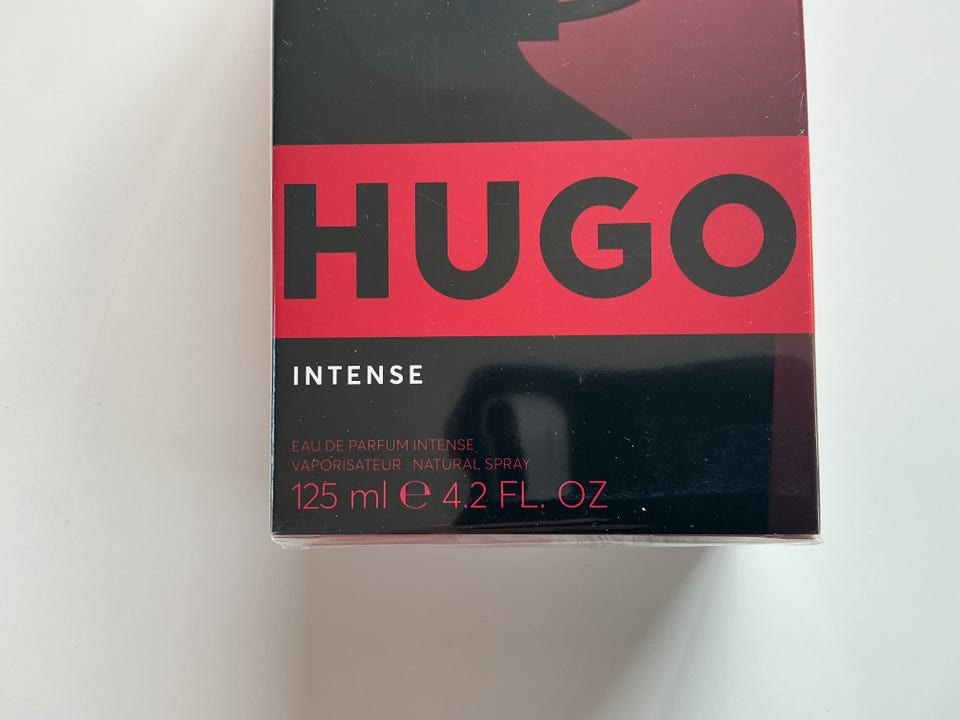 HUGO
INTENSE
EAU DE PARFUM INTENSE
VAPORISATEUR . NATURAL SPRAY
125 ml ℮ 4.2 FL. OZ